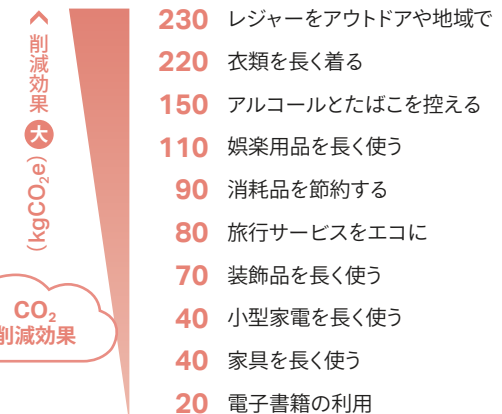 削減効果 大 (kgCO₂e)
230 レジャーをアウトドアや地域で
220 衣類を長く着る
150 アルコールとたばこを控える
110 娯楽用品を長く使う
90 消耗品を節約する
80 旅行サービスをエコに
70 装飾品を長く使う
40 小型家電を長く使う
40 家具を長く使う
20 電子書籍の利用
CO₂
削減効果